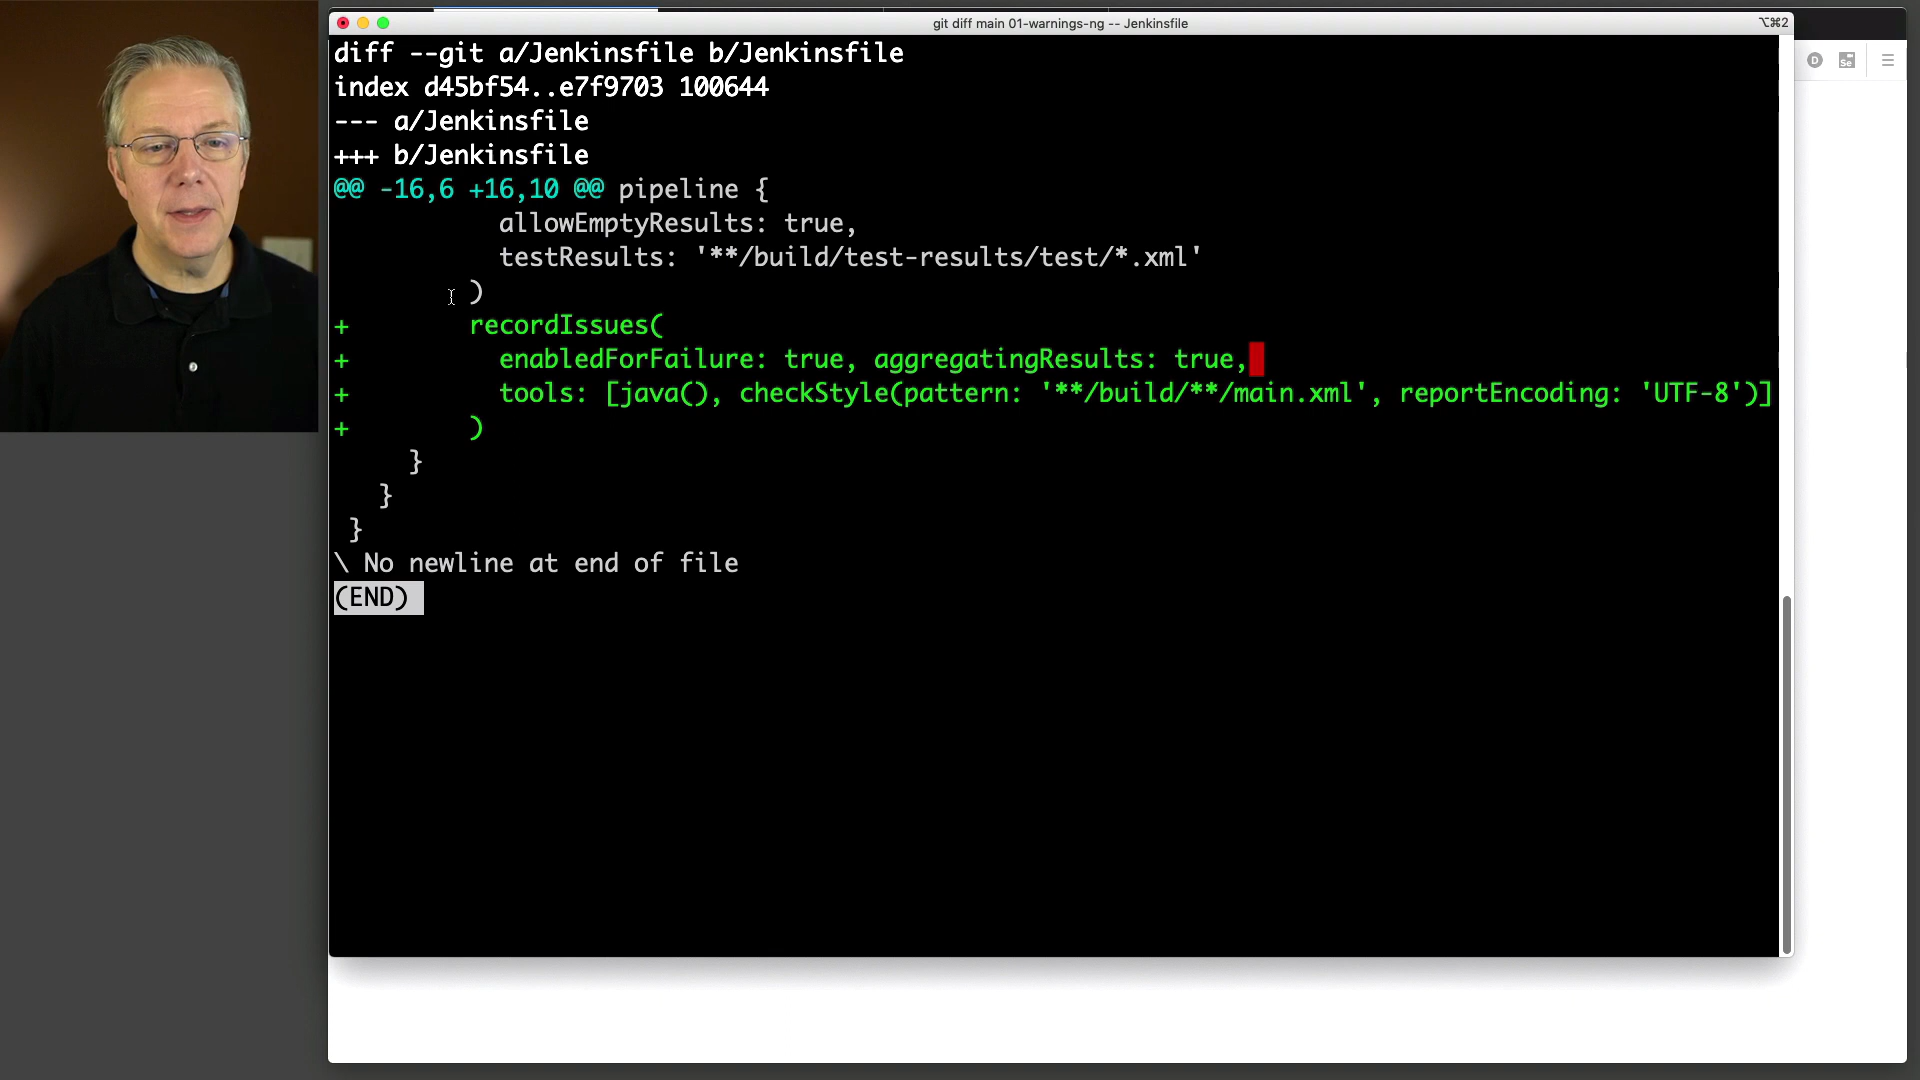 git diff main 01-warnings-ng -- Jenkinsfile
⌥⌘2
diff --git a/Jenkinsfile b/Jenkinsfile
index d45bf54..e7f9703 100644
--- a/Jenkinsfile
+++ b/Jenkinsfile
@@ -16,6 +16,10 @@ pipeline {
           allowEmptyResults: true,
           testResults: '**/build/test-results/test/*.xml'
         )
+        recordIssues(
+          enabledForFailure: true, aggregatingResults: true,
+          tools: [java(), checkStyle(pattern: '**/build/**/main.xml', reportEncoding: 'UTF-8')]
+        )
     }
   }
 }
\ No newline at end of file
(END)
D
Se